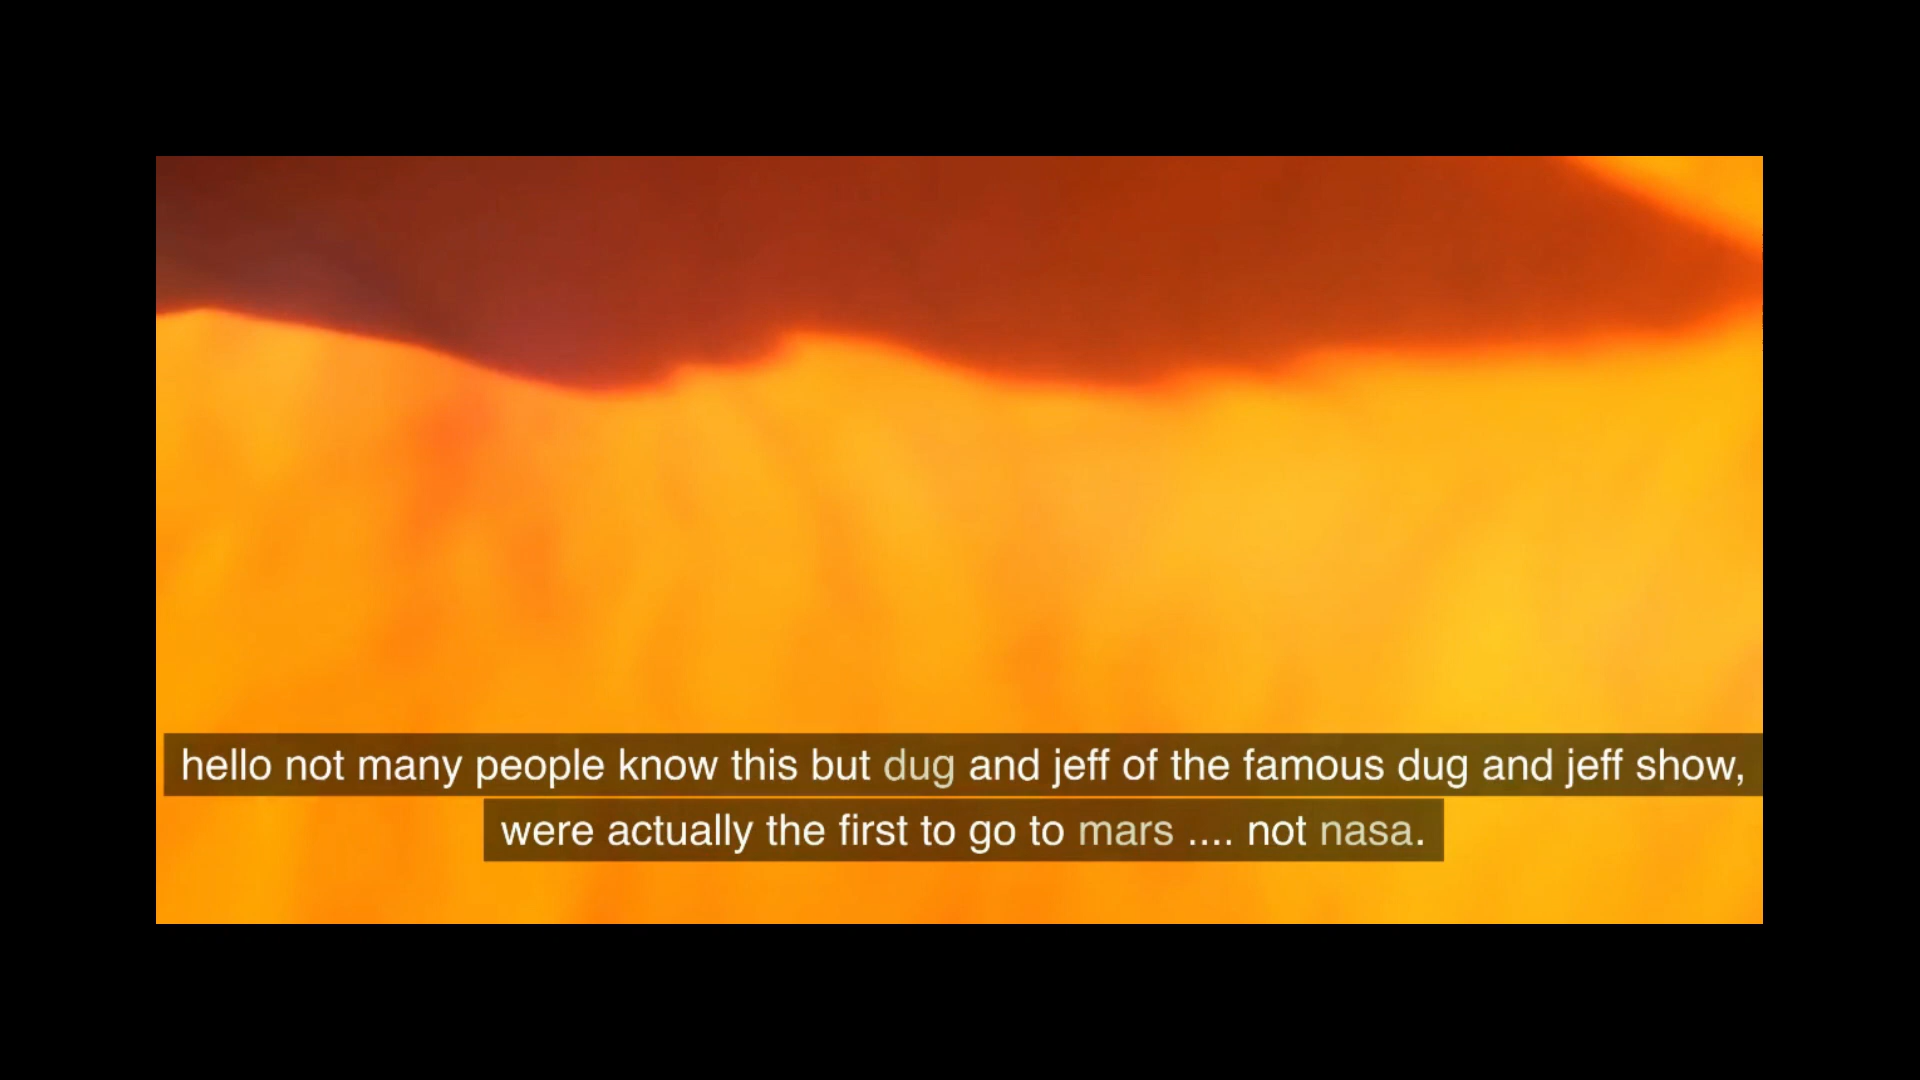 hello not many people know this but dug and jeff of the famous dug and jeff show,
were actually the first to go to mars .... not nasa.